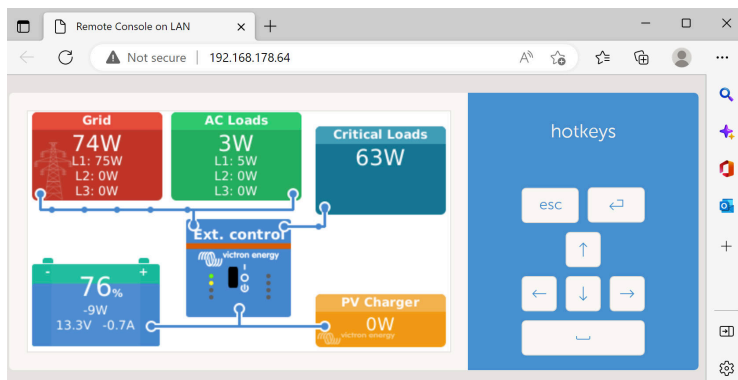 Remote Console on LAN
Not secure
192.168.178.64
Grid
74W
L1: 75W
L2: 0W
L3: 0W
AC Loads
3W
L1: 5W
L2: 0W
L3: 0W
Critical Loads
63W
Ext. control
victron energy
76%
-9W
13.3V -0.7A
PV Charger
0W
victron energy
hotkeys
esc